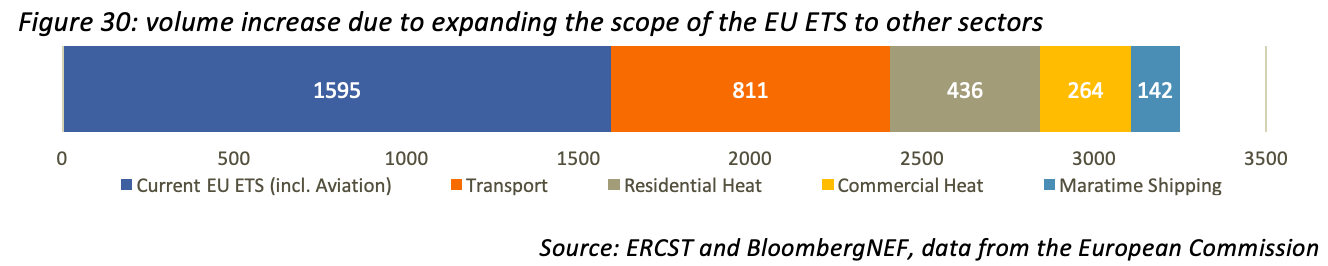 Figure 30: volume increase due to expanding the scope of the EU ETS to other sectors
1595 811 436 264 142
0 500 1000 1500 2000 2500 3000 3500
Current EU ETS (incl. Aviation) Transport Residential Heat Commercial Heat Maratime Shipping
Source: ERCST and BloombergNEF, data from the European Commission